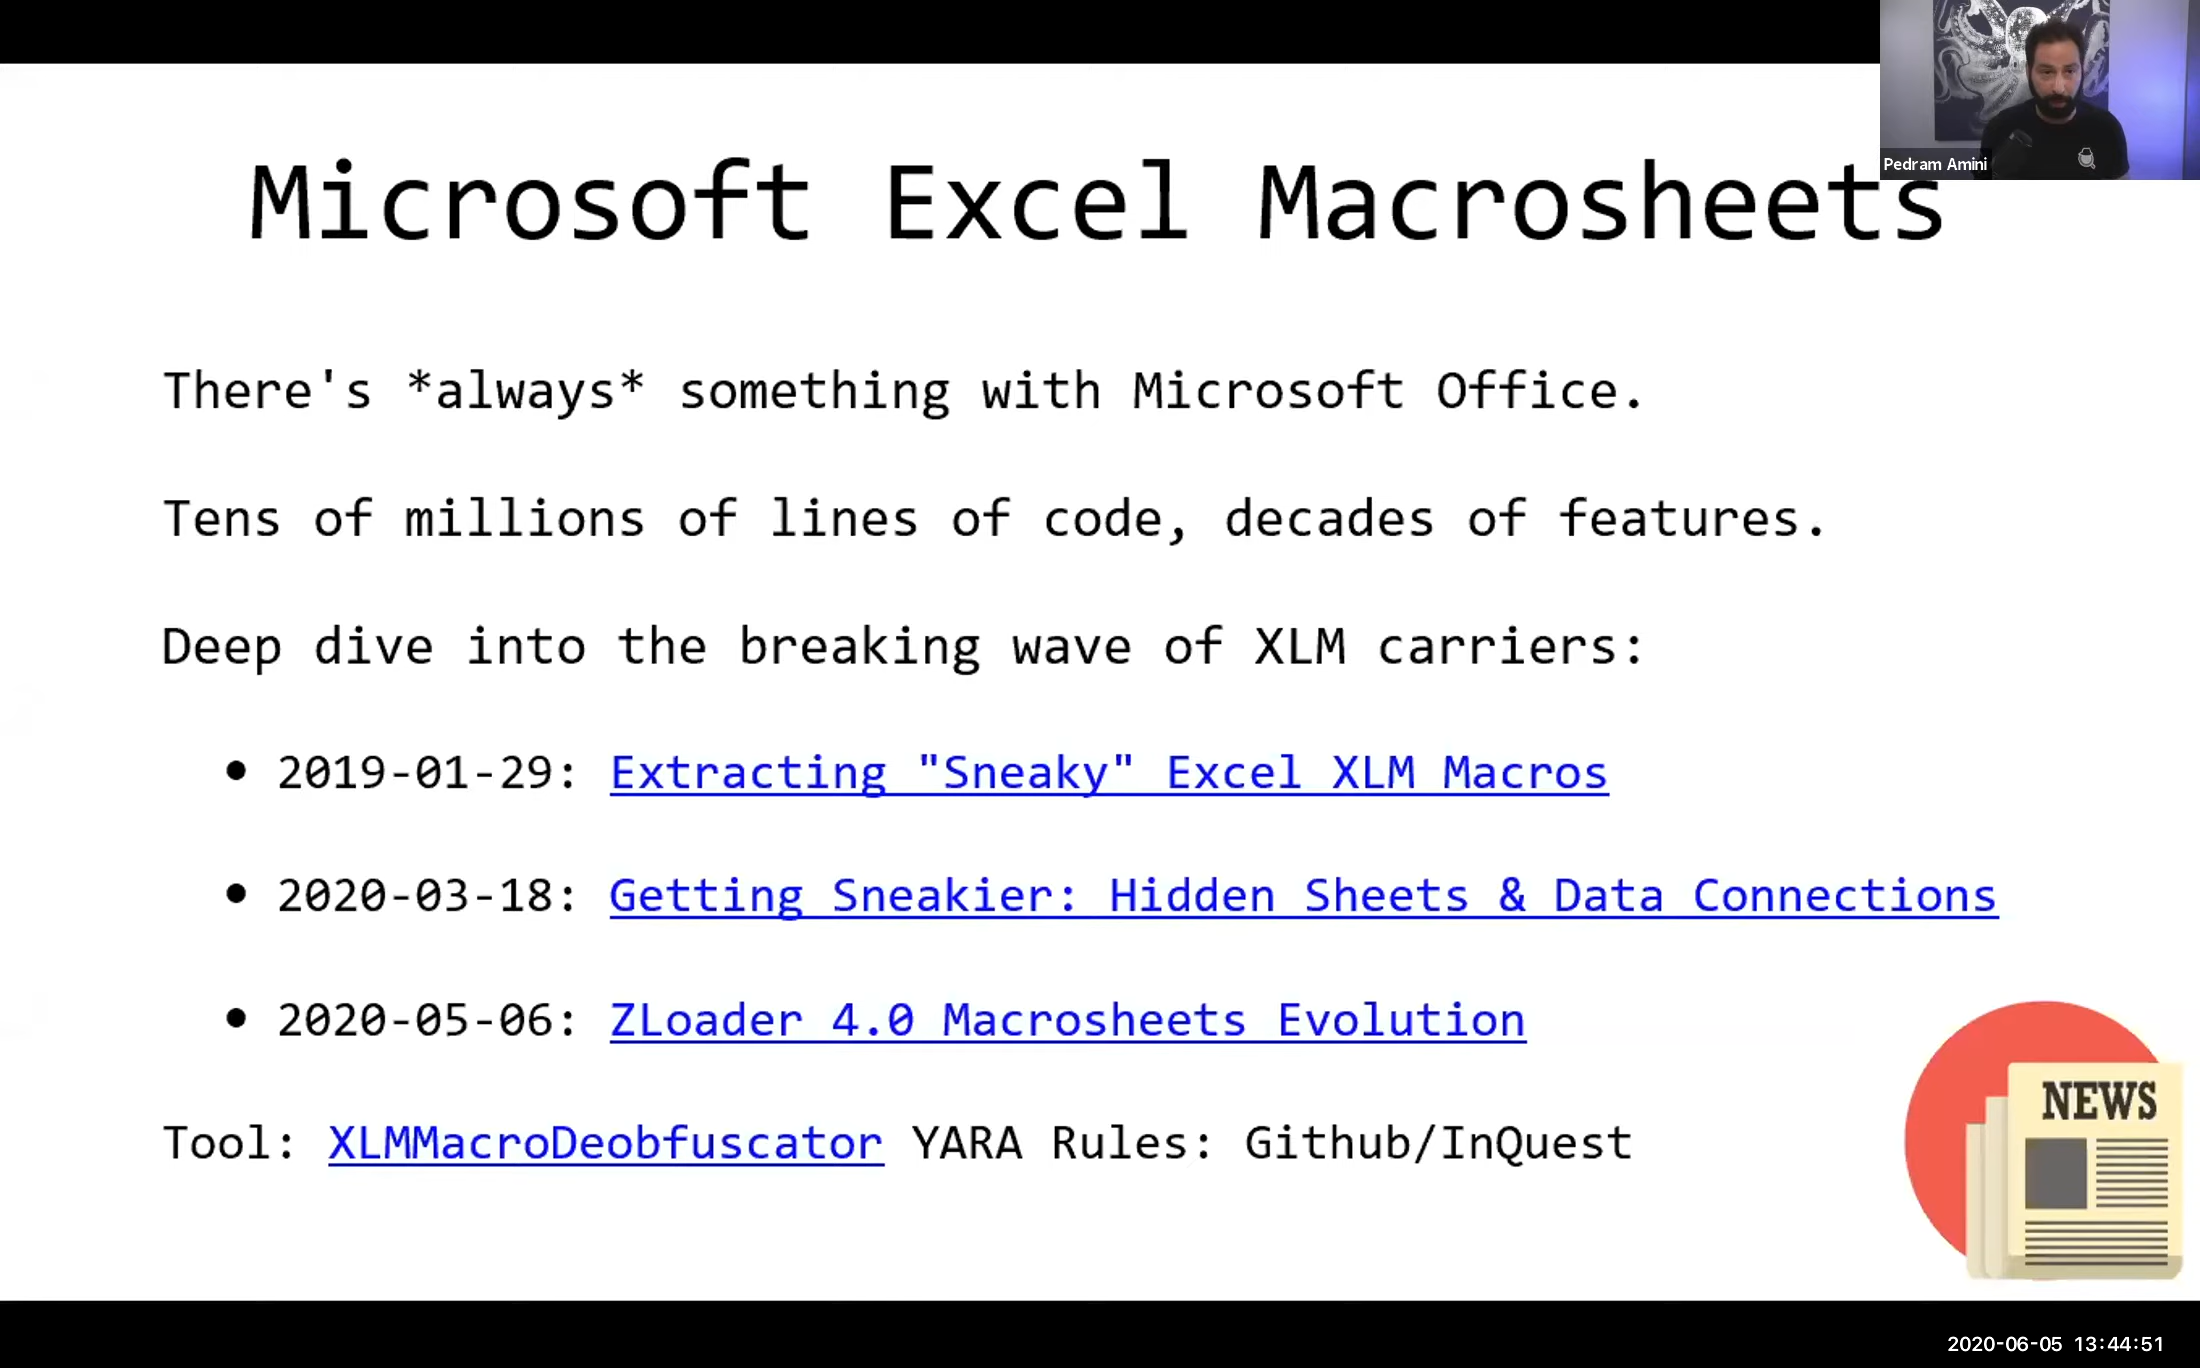 Pedram Amini
Microsoft Excel Macrosheets
There's *always* something with Microsoft Office.
Tens of millions of lines of code, decades of features.
Deep dive into the breaking wave of XLM carriers:
• 2019-01-29: Extracting "Sneaky" Excel XLM Macros
• 2020-03-18: Getting Sneakier: Hidden Sheets & Data Connections
• 2020-05-06: ZLoader 4.0 Macrosheets Evolution
Tool: XLMMacroDeobfuscator YARA Rules: Github/InQuest
NEWS
2020-06-05 13:44:51